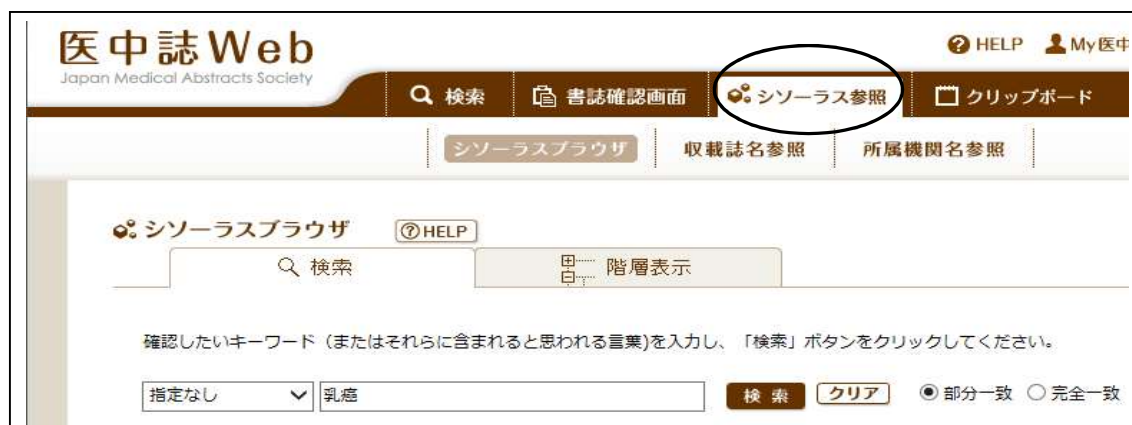 医中誌Web
Japan Medical Abstracts Society
HELP My医中
検索 書誌確認画面 シソーラス参照 クリップボード
シソーラスブラウザ 収載誌名参照 所属機関名参照
シソーラスブラウザ HELP
検索 階層表示
確認したいキーワード（またはそれらに含まれると思われる言葉)を入力し、「検索」ボタンをクリックしてください。
指定なし 乳癌 検索 クリア 部分一致 完全一致